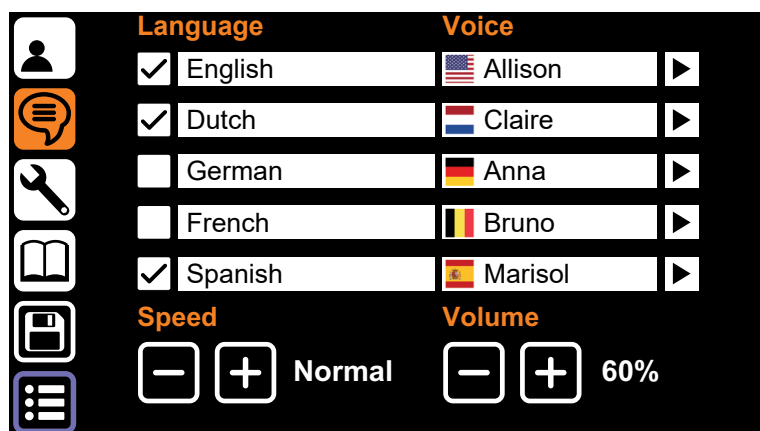 Language Voice
English Allison
Dutch Claire
German Anna
French Bruno
Spanish Marisol
Speed Volume
Normal 60%